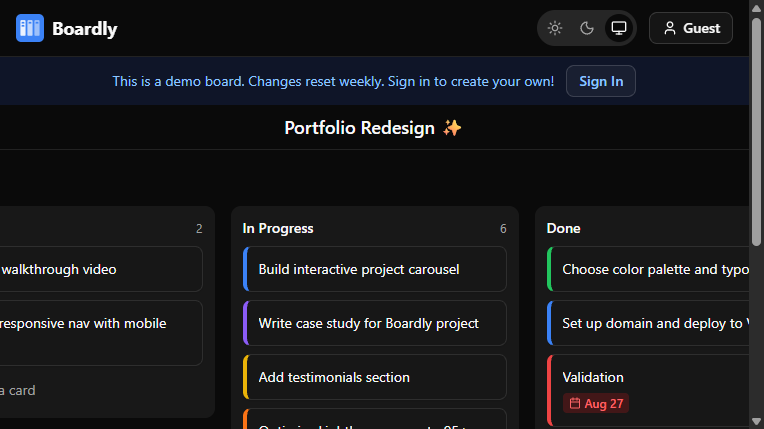 Boardly
Guest
This is a demo board. Changes reset weekly. Sign in to create your own!
Sign In
Portfolio Redesign ✨
2
walkthrough video
responsive nav with mobile
a card
In Progress
6
Build interactive project carousel
Write case study for Boardly project
Add testimonials section
Done
Choose color palette and typo
Set up domain and deploy to
Validation
Aug 27